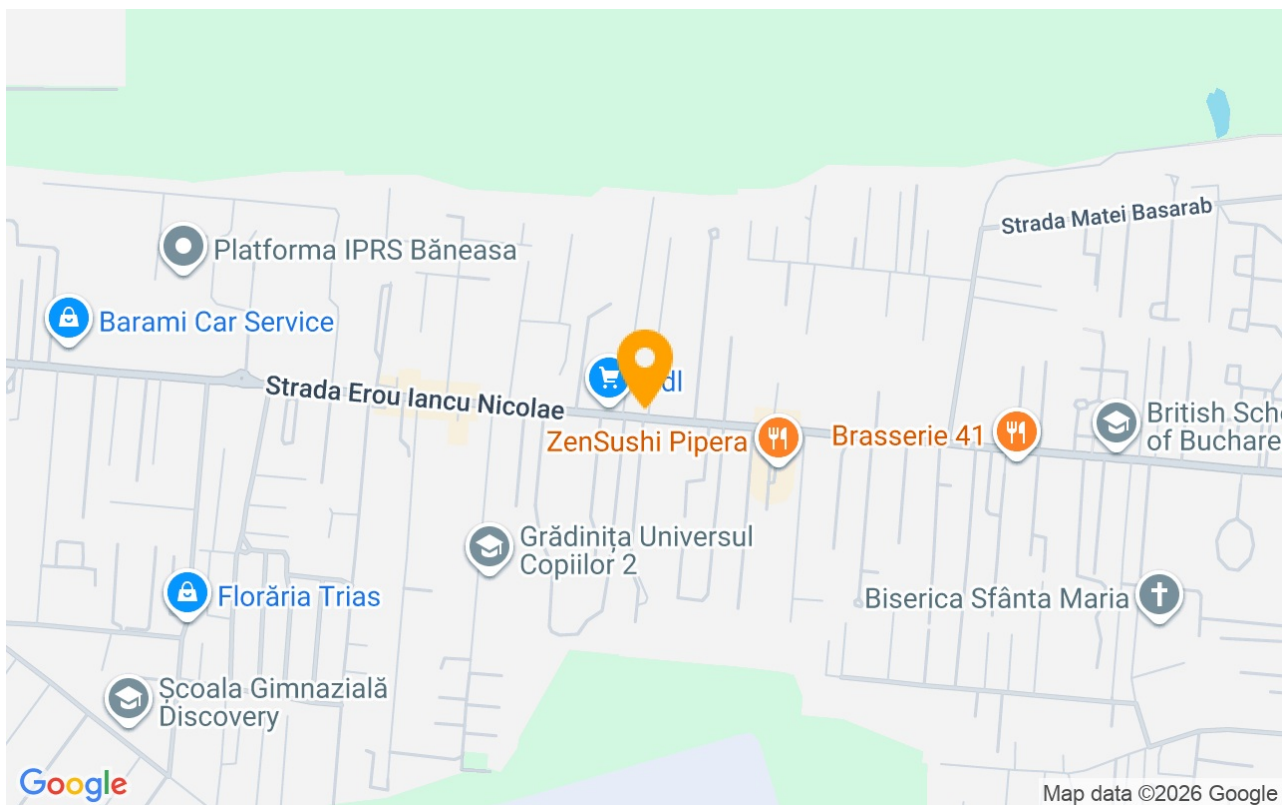 Strada Matei Basarab
Platforma IPRS Băneasa
Barami Car Service
Strada Erou Iancu Nicolae
ZenSushi Pipera
Brasserie 41
British Sch
of Buchare
Grădinița Universul
Copiilor 2
Florăria Trias
Biserica Sfânta Maria
Școala Gimnazială
Discovery
Google
Map data ©2026 Google